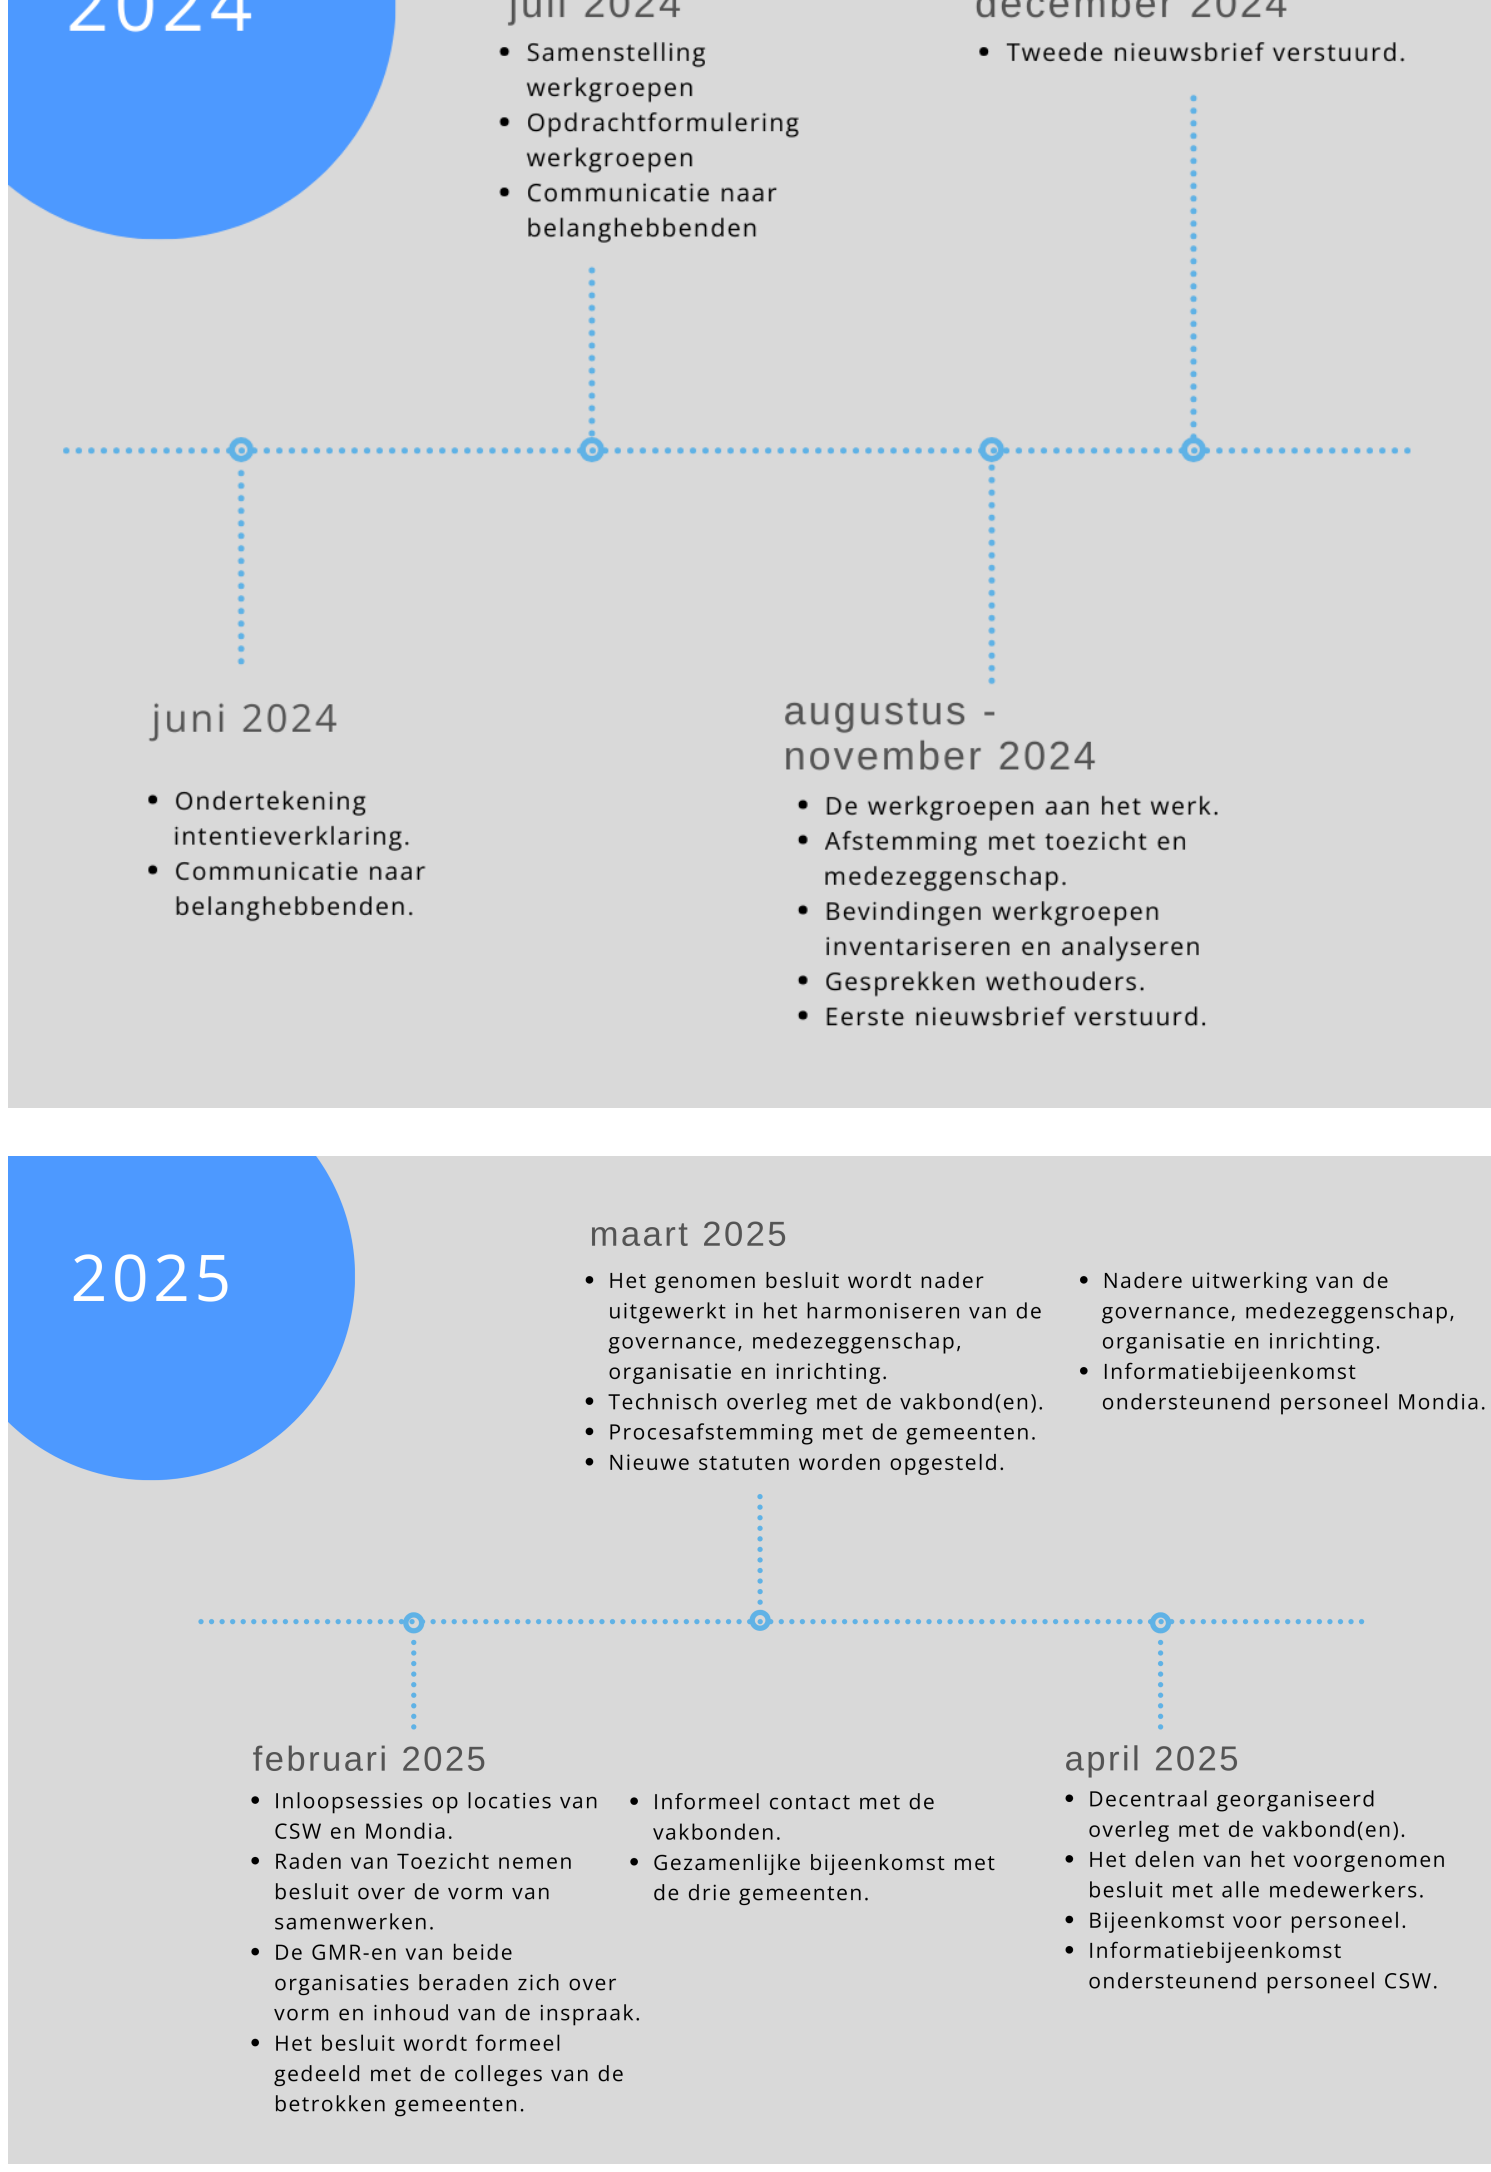 2024
juli 2024
• Samenstelling
werkgroepen
• Opdrachtformulering
werkgroepen
• Communicatie naar
belanghebbenden
december 2024
• Tweede nieuwsbrief verstuurd.
juni 2024
• Ondertekening
intentieverklaring.
• Communicatie naar
belanghebbenden.
augustus -
november 2024
• De werkgroepen aan het werk.
• Afstemming met toezicht en
medezeggenschap.
• Bevindingen werkgroepen
inventariseren en analyseren
• Gesprekken wethouders.
• Eerste nieuwsbrief verstuurd.
2025
maart 2025
• Het genomen besluit wordt nader
uitgewerkt in het harmoniseren van de
governance, medezeggenschap,
organisatie en inrichting.
• Technisch overleg met de vakbond(en).
• Procesafstemming met de gemeenten.
• Nieuwe statuten worden opgesteld.
• Nadere uitwerking van de
governance, medezeggenschap,
organisatie en inrichting.
• Informatiebijeenkomst
ondersteunend personeel Mondia.
februari 2025
• Inloopsessies op locaties van
CSW en Mondia.
• Raden van Toezicht nemen
besluit over de vorm van
samenwerken.
• De GMR-en van beide
organisaties beraden zich over
vorm en inhoud van de inspraak.
• Het besluit wordt formeel
gedeeld met de colleges van de
betrokken gemeenten.
• Informeel contact met de
vakbonden.
• Gezamenlijke bijeenkomst met
de drie gemeenten.
april 2025
• Decentraal georganiseerd
overleg met de vakbond(en).
• Het delen van het voorgenomen
besluit met alle medewerkers.
• Bijeenkomst voor personeel.
• Informatiebijeenkomst
ondersteunend personeel CSW.